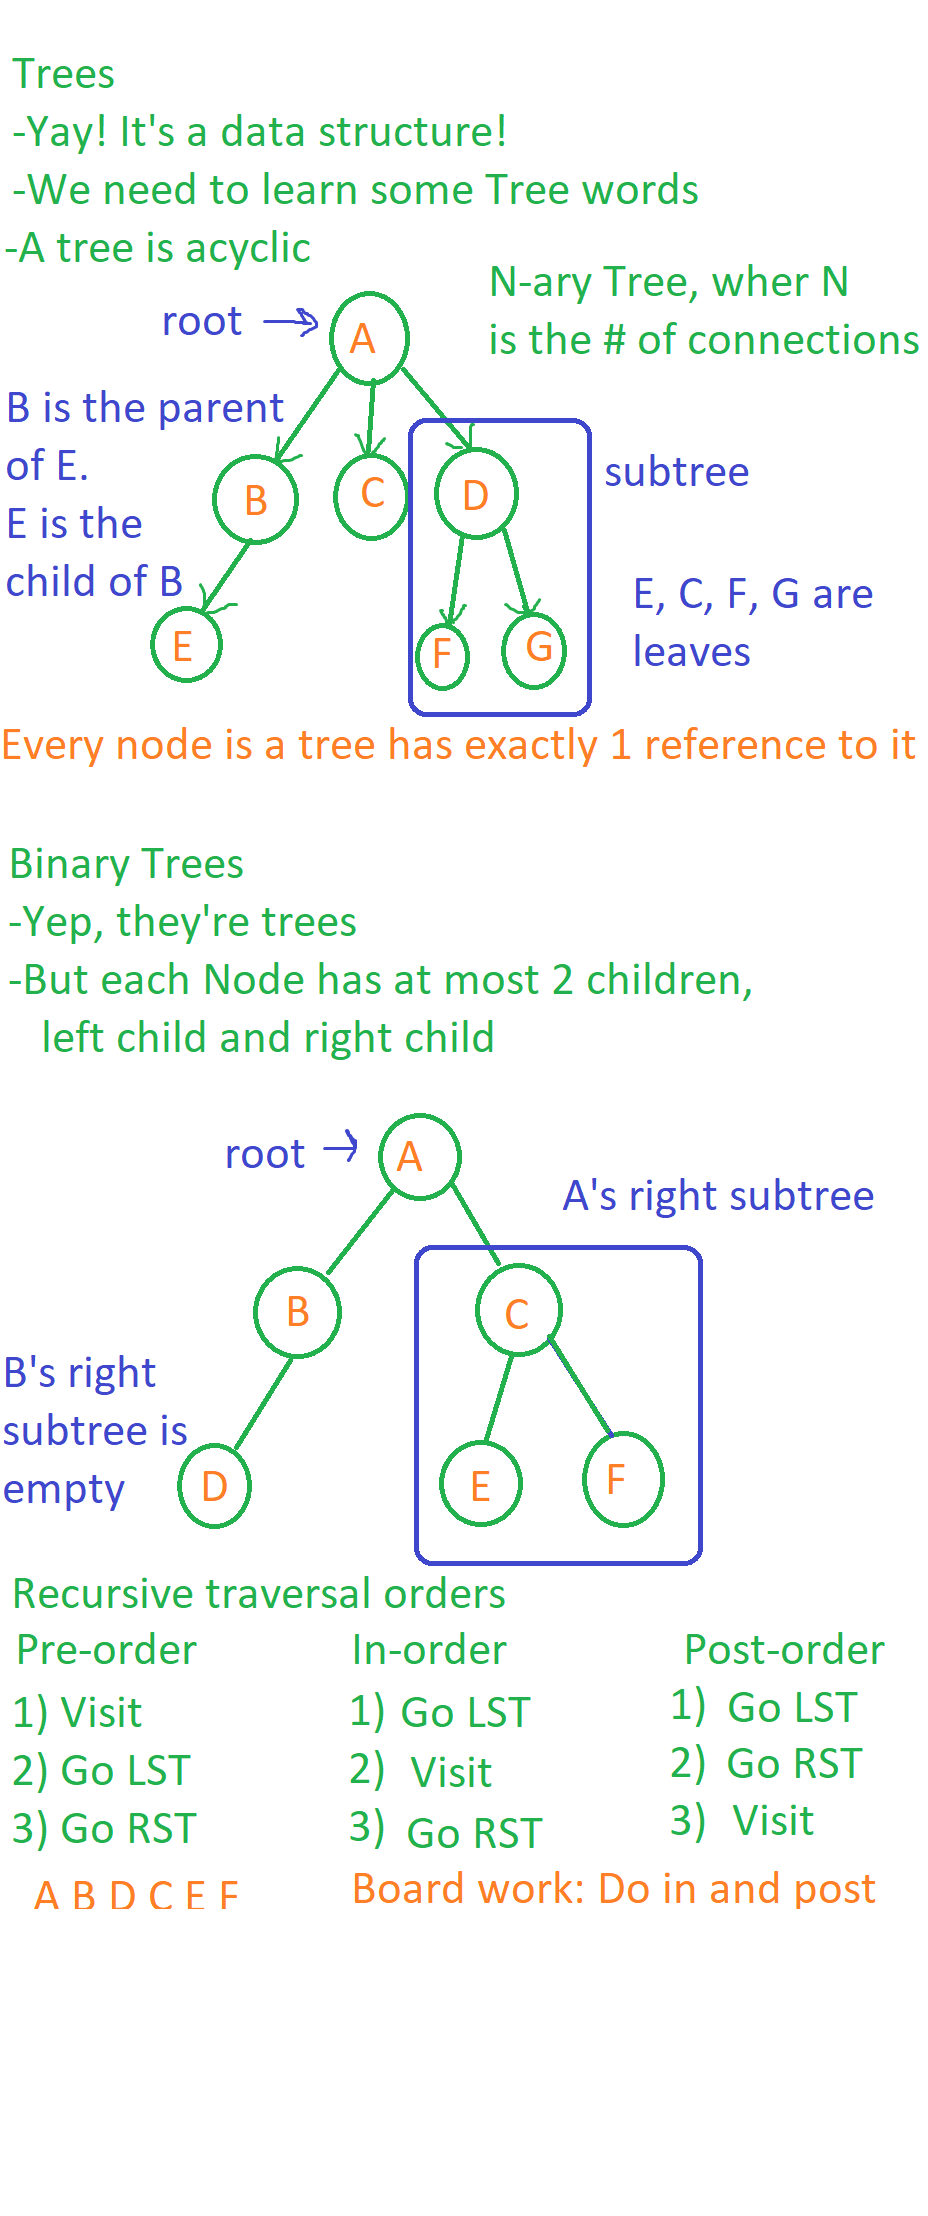 Trees
-Yay! It's a data structure!
-We need to learn some Tree words
-A tree is acyclic
N-ary Tree, wher N
is the # of connections
root
A
B is the parent
of E.
E is the
child of B
B
C
D
subtree
E, C, F, G are
leaves
E
F
G
Every node is a tree has exactly 1 reference to it
Binary Trees
-Yep, they're trees
-But each Node has at most 2 children,
left child and right child
root
A
A's right subtree
B
C
B's right
subtree is
empty
D
E
F
Recursive traversal orders
Pre-order
1) Visit
2) Go LST
3) Go RST
A B D C E F
In-order
1) Go LST
2) Visit
3) Go RST
Post-order
1) Go LST
2) Go RST
3) Visit
Board work: Do in and post